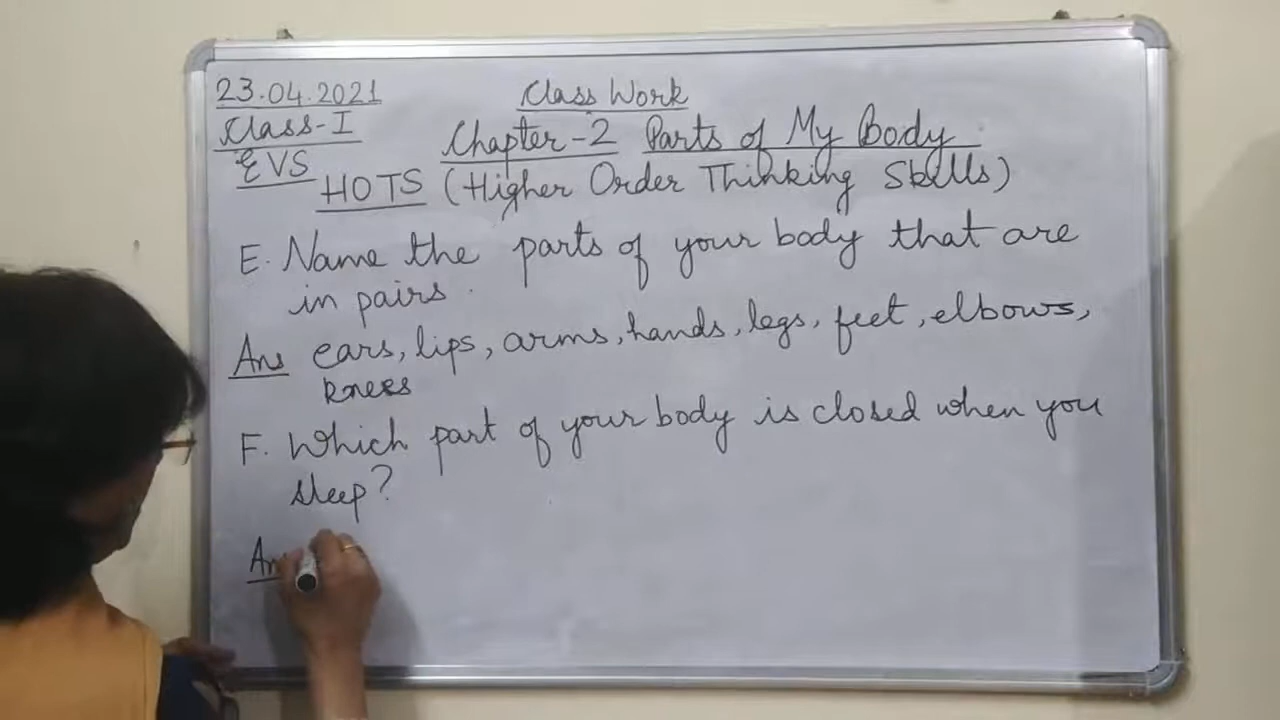 23.04.2021 Class Work
Class-I Chapter-2 Parts of My Body
EVS HOTS (Higher Order Thinking Skills)
E. Name the parts of your body that are
in pairs.
Ans ears, lips, arms, hands, legs, feet, elbows,
knees
F. Which part of your body is closed when you
sleep?
An